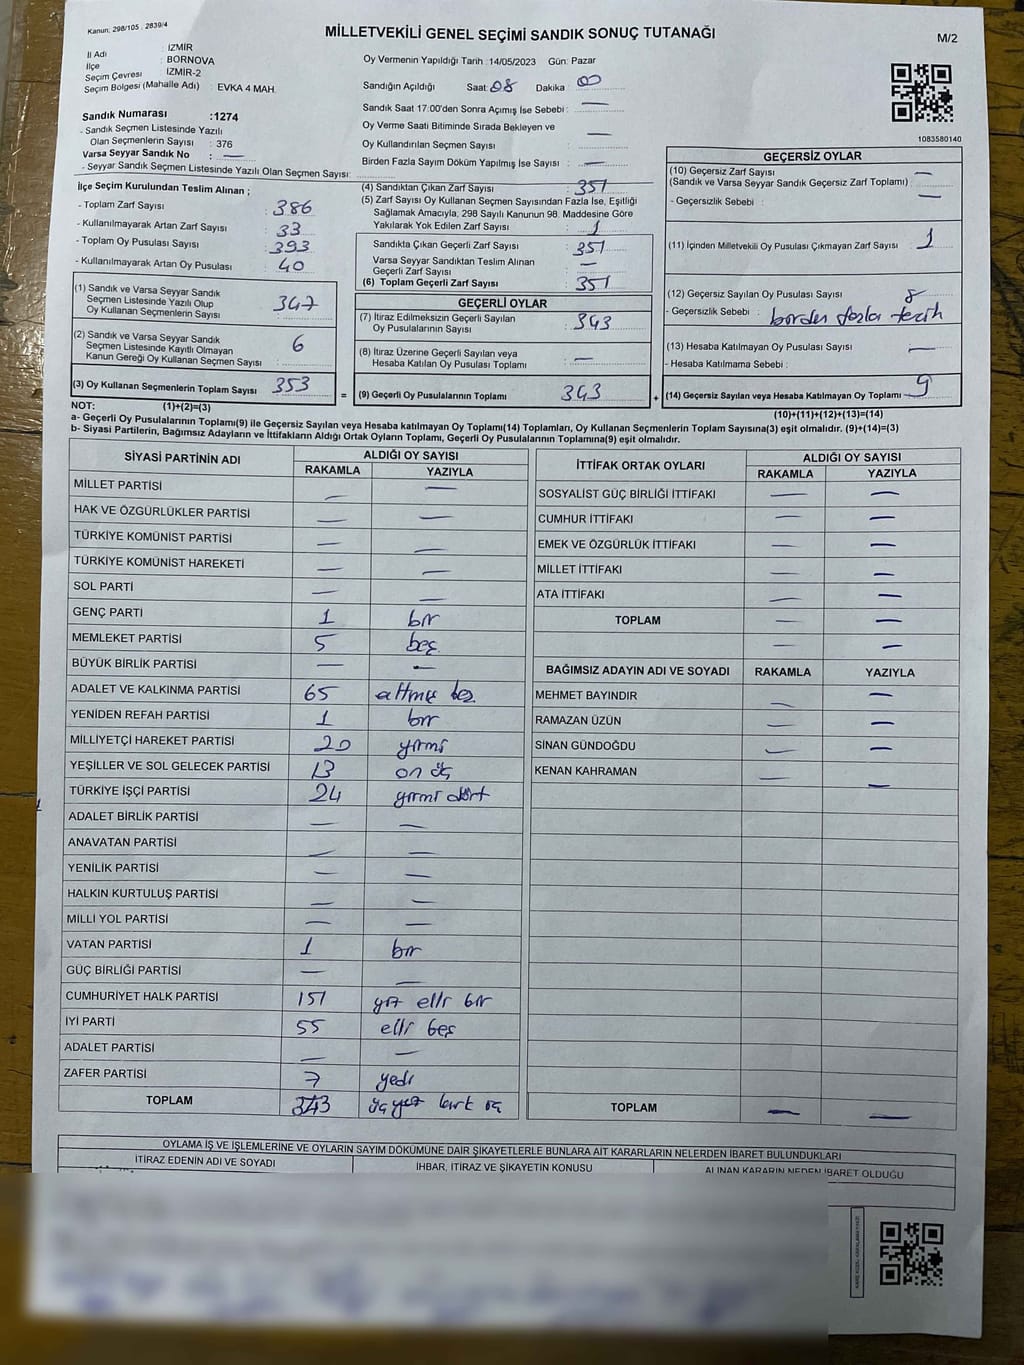 Kanun: 298/105 . 2839/4
MİLLETVEKİLİ GENEL SEÇİMİ SANDIK SONUÇ TUTANAĞI
M/2
İl Adı : İZMİR
İlçe : BORNOVA
Seçim Çevresi : İZMİR-2
Seçim Bölgesi (Mahalle Adı) : EVKA 4 MAH.
Oy Vermenin Yapıldığı Tarih : 14/05/2023 Gün: Pazar
Sandığın Açıldığı Saat: 08 Dakika 00
Sandık Saat 17:00'den Sonra Açmış İse Sebebi : —
Oy Verme Saati Bitiminde Sırada Bekleyen ve
Oy Kullandırılan Seçmen Sayısı : —
Birden Fazla Sayım Döküm Yapılmış İse Sayısı : —
1083580140
Sandık Numarası :1274
- Sandık Seçmen Listesinde Yazılı
Olan Seçmenlerin Sayısı : 376
Varsa Seyyar Sandık No : —
- Seyyar Sandık Seçmen Listesinde Yazılı Olan Seçmen Sayısı:
İlçe Seçim Kurulundan Teslim Alınan ;
- Toplam Zarf Sayısı : 386
- Kullanılmayarak Artan Zarf Sayısı : 33
- Toplam Oy Pusulası Sayısı : 393
- Kullanılmayarak Artan Oy Pusulası : 40
(1) Sandık ve Varsa Seyyar Sandık
Seçmen Listesinde Yazılı Olup
Oy Kullanan Seçmenlerin Sayısı : 347
(2) Sandık ve Varsa Seyyar Sandık
Seçmen Listesinde Kayıtlı Olmayan
Kanun Gereği Oy Kullanan Seçmen Sayısı : 6
(3) Oy Kullanan Seçmenlerin Toplam Sayısı : 353
(1)+(2)=(3)
(4) Sandıktan Çıkan Zarf Sayısı : 351
(5) Zarf Sayısı Oy Kullanan Seçmen Sayısından Fazla İse, Eşitliği
Sağlamak Amacıyla, 298 Sayılı Kanunun 98. Maddesine Göre
Yakılarak Yok Edilen Zarf Sayısı : 1
Sandıkta Çıkan Geçerli Zarf Sayısı : 351
Varsa Seyyar Sandıktan Teslim Alınan
Geçerli Zarf Sayısı : —
(6) Toplam Geçerli Zarf Sayısı : 351
GEÇERLİ OYLAR
(7) İtiraz Edilmeksizin Geçerli Sayılan
Oy Pusulalarının Sayısı : 343
(8) İtiraz Üzerine Geçerli Sayılan veya
Hesaba Katılan Oy Pusulası Toplamı : —
= (9) Geçerli Oy Pusulalarının Toplamı : 343
GEÇERSİZ OYLAR
(10) Geçersiz Zarf Sayısı : —
(Sandık ve Varsa Seyyar Sandık Geçersiz Zarf Toplamı)
- Geçersizlik Sebebi : —
(11) İçinden Milletvekili Oy Pusulası Çıkmayan Zarf Sayısı : 1
(12) Geçersiz Sayılan Oy Pusulası Sayısı : 8
- Geçersizlik Sebebi : birden fazla tercih
(13) Hesaba Katılmayan Oy Pusulası Sayısı : —
- Hesaba Katılmama Sebebi :
+ (14) Geçersiz Sayılan veya Hesaba Katılmayan Oy Toplamı : 9
(10)+(11)+(12)+(13)=(14)
NOT:
a- Geçerli Oy Pusulalarının Toplamı(9) ile Geçersiz Sayılan veya Hesaba katılmayan Oy Toplamı(14) Toplamları, Oy Kullanan Seçmenlerin Toplam Sayısına(3) eşit olmalıdır. (9)+(14)=(3)
b- Siyasi Partilerin, Bağımsız Adayların ve İttifakların Aldığı Ortak Oyların Toplamı, Geçerli Oy Pusulalarının Toplamına(9) eşit olmalıdır.
SİYASİ PARTİNİN ADI ALDIĞI OY SAYISI
RAKAMLA YAZIYLA
MİLLET PARTİSİ — —
HAK VE ÖZGÜRLÜKLER PARTİSİ — —
TÜRKİYE KOMÜNİST PARTİSİ — —
TÜRKİYE KOMÜNİST HAREKETİ — —
SOL PARTİ — —
GENÇ PARTİ 1 bir
MEMLEKET PARTİSİ 5 beş
BÜYÜK BİRLİK PARTİSİ — —
ADALET VE KALKINMA PARTİSİ 65 altmış beş
YENİDEN REFAH PARTİSİ 1 bir
MİLLİYETÇİ HAREKET PARTİSİ 20 yirmi
YEŞİLLER VE SOL GELECEK PARTİSİ 13 on üç
TÜRKİYE İŞÇİ PARTİSİ 24 yirmi dört
ADALET BİRLİK PARTİSİ — —
ANAVATAN PARTİSİ — —
YENİLİK PARTİSİ — —
HALKIN KURTULUŞ PARTİSİ — —
MİLLİ YOL PARTİSİ — —
VATAN PARTİSİ 1 bir
GÜÇ BİRLİĞİ PARTİSİ — —
CUMHURİYET HALK PARTİSİ 151 yüz elli bir
İYİ PARTİ 55 elli beş
ADALET PARTİSİ — —
ZAFER PARTİSİ 7 yedi
TOPLAM 343 üç yüz kırk üç
İTTİFAK ORTAK OYLARI ALDIĞI OY SAYISI
RAKAMLA YAZIYLA
SOSYALİST GÜÇ BİRLİĞİ İTTİFAKI — —
CUMHUR İTTİFAKI — —
EMEK VE ÖZGÜRLÜK İTTİFAKI — —
MİLLET İTTİFAKI — —
ATA İTTİFAKI — —
TOPLAM — —
BAĞIMSIZ ADAYIN ADI VE SOYADI RAKAMLA YAZIYLA
MEHMET BAYINDIR — —
RAMAZAN ÜZÜN — —
SİNAN GÜNDOĞDU — —
KENAN KAHRAMAN — —
TOPLAM — —
OYLAMA İŞ VE İŞLEMLERİNE VE OYLARIN SAYIM DÖKÜMÜNE DAİR ŞİKAYETLERLE BUNLARA AİT KARARLARIN NELERDEN İBARET BULUNDUKLARI
İTİRAZ EDENİN ADI VE SOYADI
İHBAR, İTİRAZ VE ŞİKAYETİN KONUSU
ALINAN KARARIN NEDEN İBARET OLDUĞU